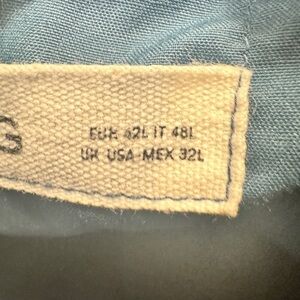 G
EUR 42L IT 48L
UK USA MEX 32L